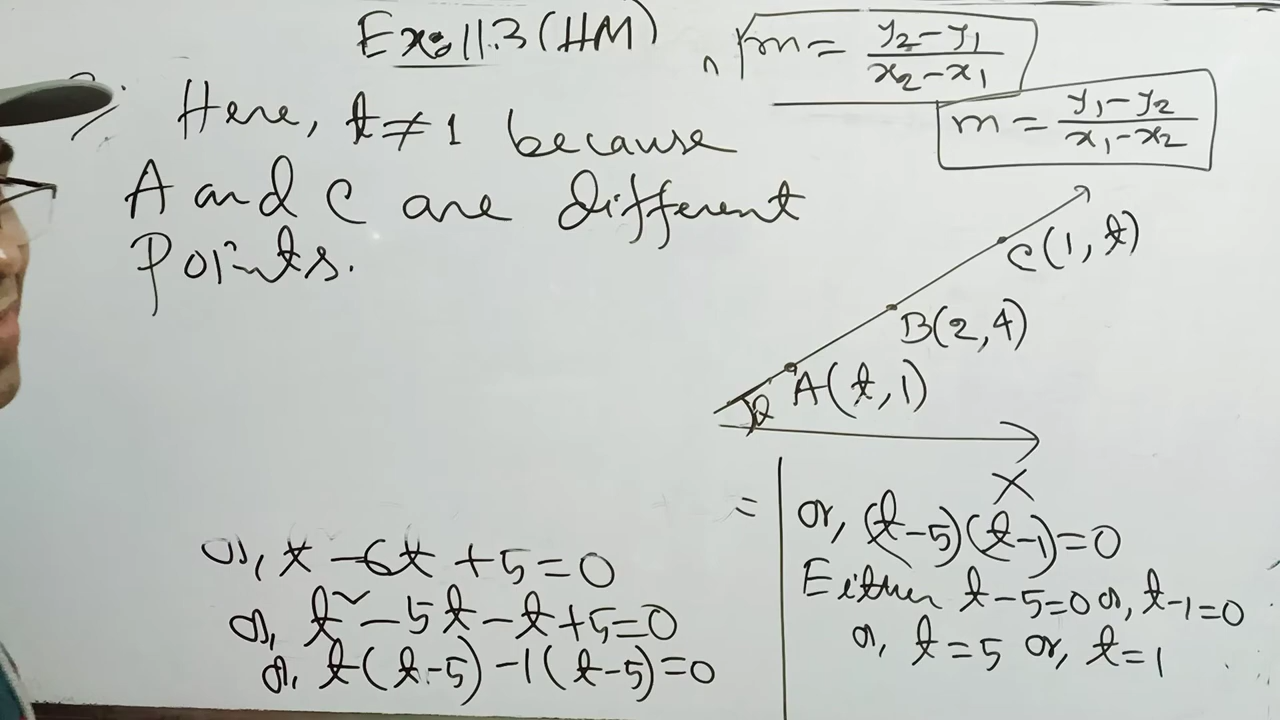 Ex: 11.3 (HM)
m = (y₂ - y₁)/(x₂ - x₁)
m = (y₁ - y₂)/(x₁ - x₂)
Here, t ≠ 1 because
A and C are different
Points.
C(1, t)
B(2, 4)
A(t, 1)
θ
X
or, t - 6t + 5 = 0
or, t² - 5t - t + 5 = 0
or, t(t-5) - 1(t-5) = 0
=
or, (t-5)(t-1) = 0
Either t-5=0 or, t-1=0
or, t = 5 or, t = 1